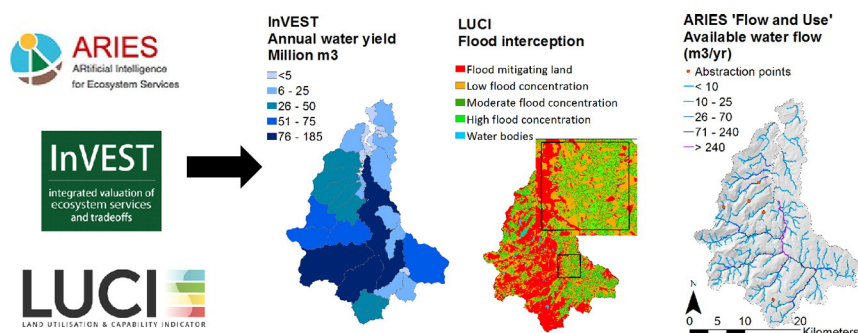 ARIES
ARtificial Intelligence
for Ecosystem Services
InVEST
integrated valuation of
ecosystem services
and tradeoffs
LUCI
LAND UTILISATION & CAPABILITY INDICATOR
InVEST
Annual water yield
Million m3
<5
6 - 25
26 - 50
51 - 75
76 - 185
LUCI
Flood interception
Flood mitigating land
Low flood concentration
Moderate flood concentration
High flood concentration
Water bodies
ARIES 'Flow and Use'
Available water flow
(m3/yr)
Abstraction points
< 10
10 - 25
26 - 70
71 - 240
> 240
N
0 5 10 15 20
Kilometers